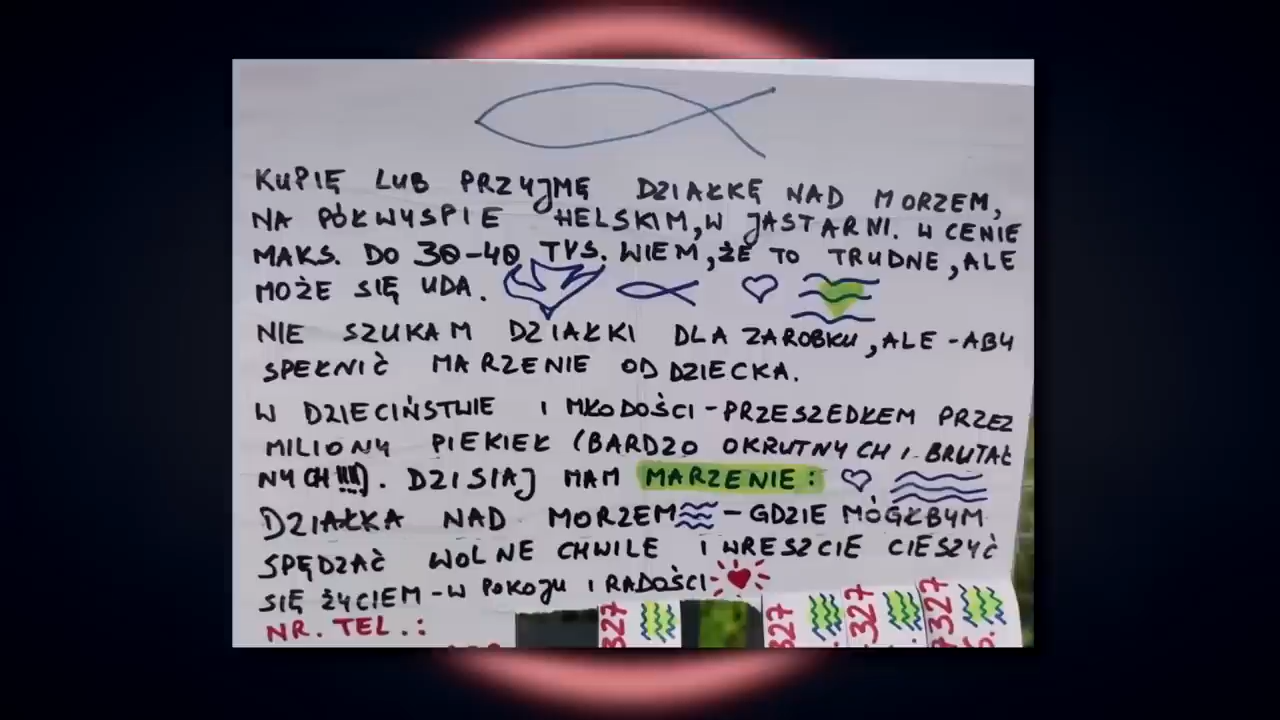 KUPIĘ LUB PRZYJMĘ DZIAŁKĘ NAD MORZEM,
NA PÓŁWYSPIE HELSKIM, W JASTARNI. W CENIE
MAKS. DO 30-40 TYS. WIEM, ŻE TO TRUDNE, ALE
MOŻE SIĘ UDA.
NIE SZUKAM DZIAŁKI DLA ZAROBKU, ALE - ABY
SPEŁNIĆ MARZENIE OD DZIECKA.
W DZIECIŃSTWIE I MŁODOŚCI - PRZESZEDŁEM PRZEZ
MILIONY PIEKIEŁ (BARDZO OKRUTNYCH I BRUTAL
NYCH !!!). DZISIAJ MAM MARZENIE:
DZIAŁKA NAD MORZEM - GDZIE MÓGŁBYM
SPĘDZAĆ WOLNE CHWILE I WRESZCIE CIESZYĆ
SIĘ ŻYCIEM - W POKOJU I RADOŚCI
NR. TEL.:
327
327
327
327